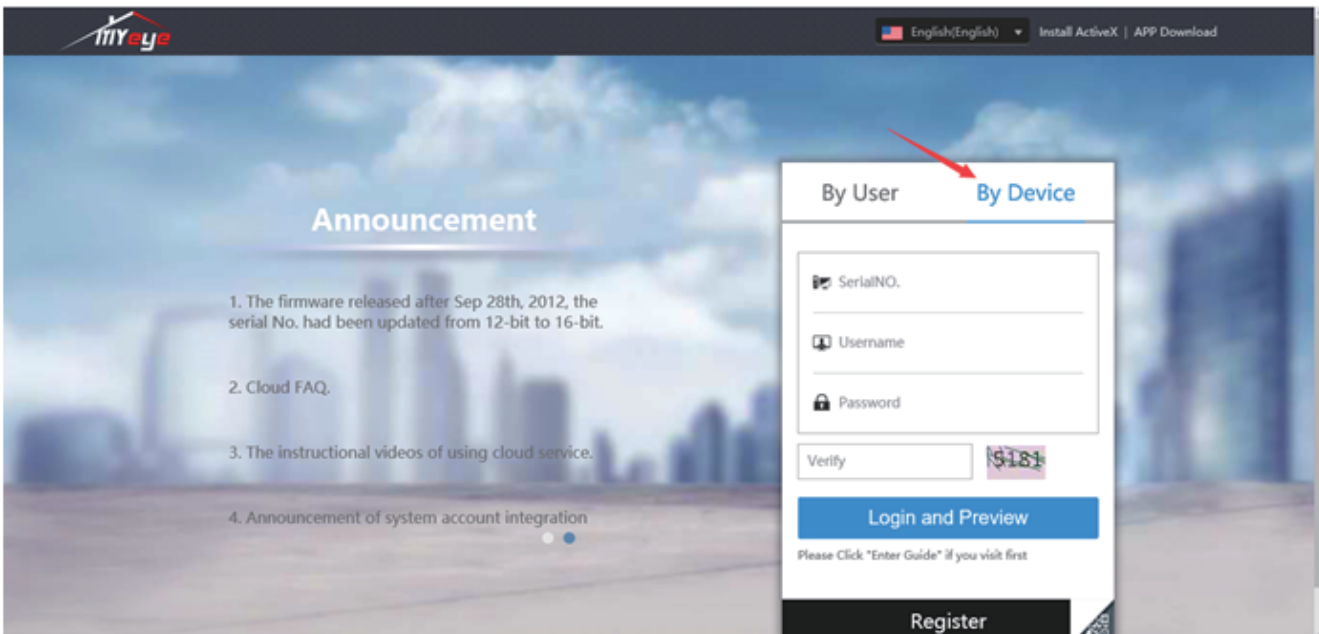 mYeye
English(English)
Install ActiveX | APP Download
By User
By Device
Announcement
1. The firmware released after Sep 28th, 2012, the
serial No. had been updated from 12-bit to 16-bit.
2. Cloud FAQ.
3. The instructional videos of using cloud service.
4. Announcement of system account integration
SerialNO.
Username
Password
Verify
5181
Login and Preview
Please Click "Enter Guide" if you visit first
Register